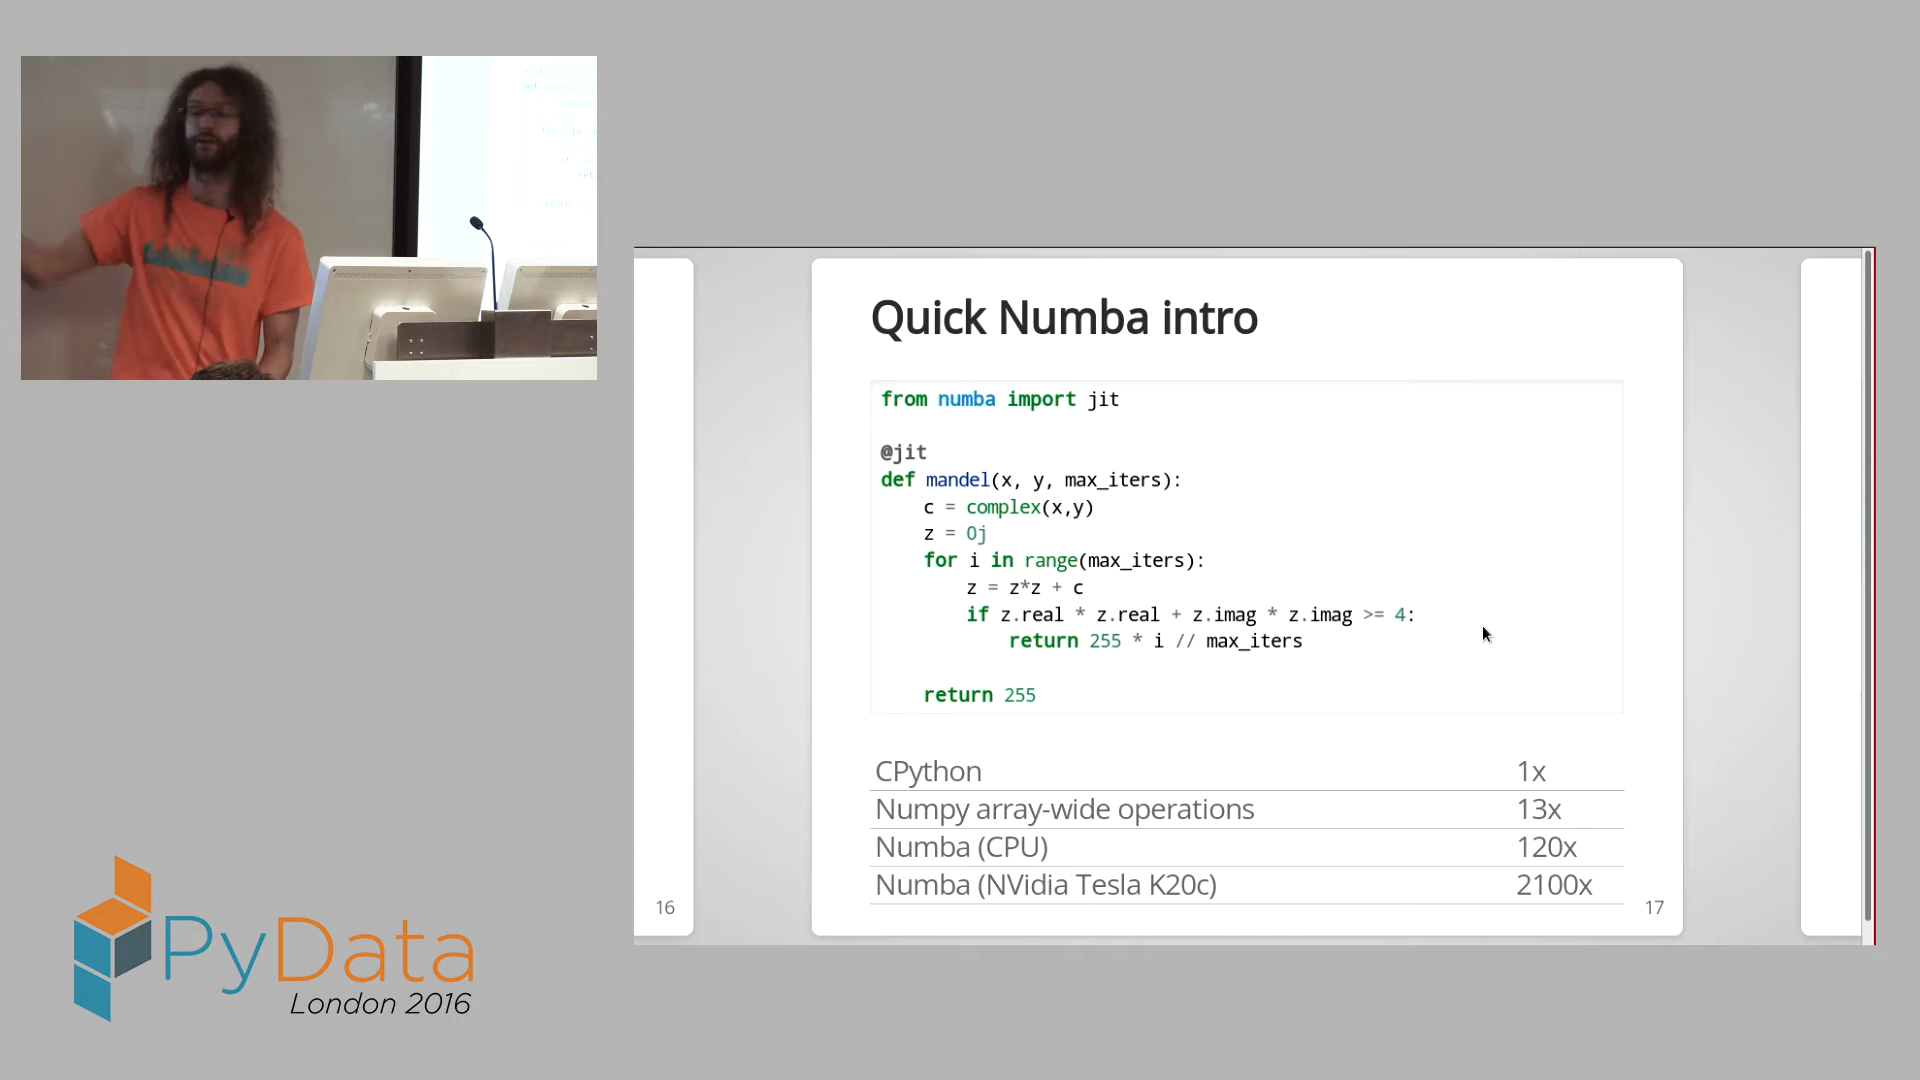 Quick Numba intro
from numba import jit
@jit
def mandel(x, y, max_iters):
    c = complex(x,y)
    z = 0j
    for i in range(max_iters):
        z = z*z + c
        if z.real * z.real + z.imag * z.imag >= 4:
            return 255 * i // max_iters
    return 255
CPython 1x
Numpy array-wide operations 13x
Numba (CPU) 120x
Numba (NVidia Tesla K20c) 2100x
16
17
PyData
London 2016